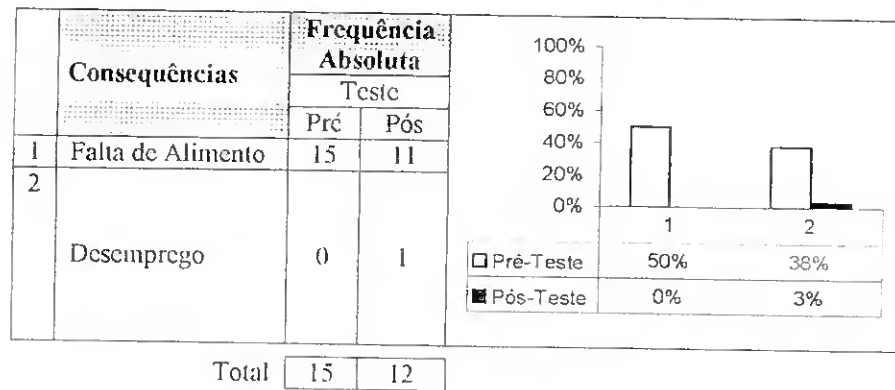 Consequências
Frequência
Absoluta
Teste
Pré Pós
1 Falta de Alimento 15 11
2 Desemprego 0 1
Total 15 12
100%
80%
60%
40%
20%
0%
1 2
Pré-Teste 50% 38%
Pós-Teste 0% 3%